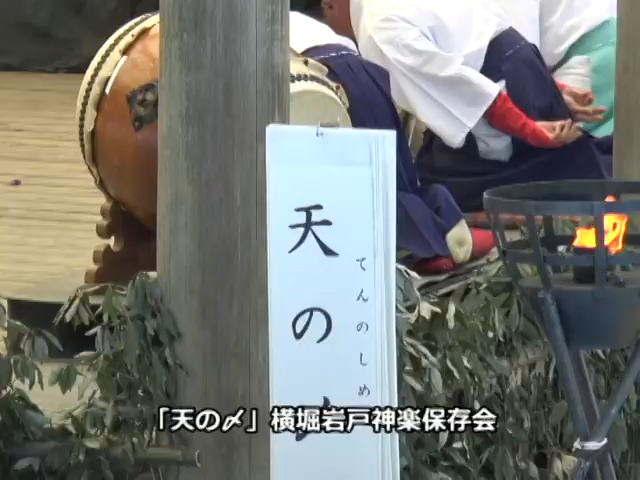 天の
てんのしめ
「天の〆」横堀岩戸神楽保存会